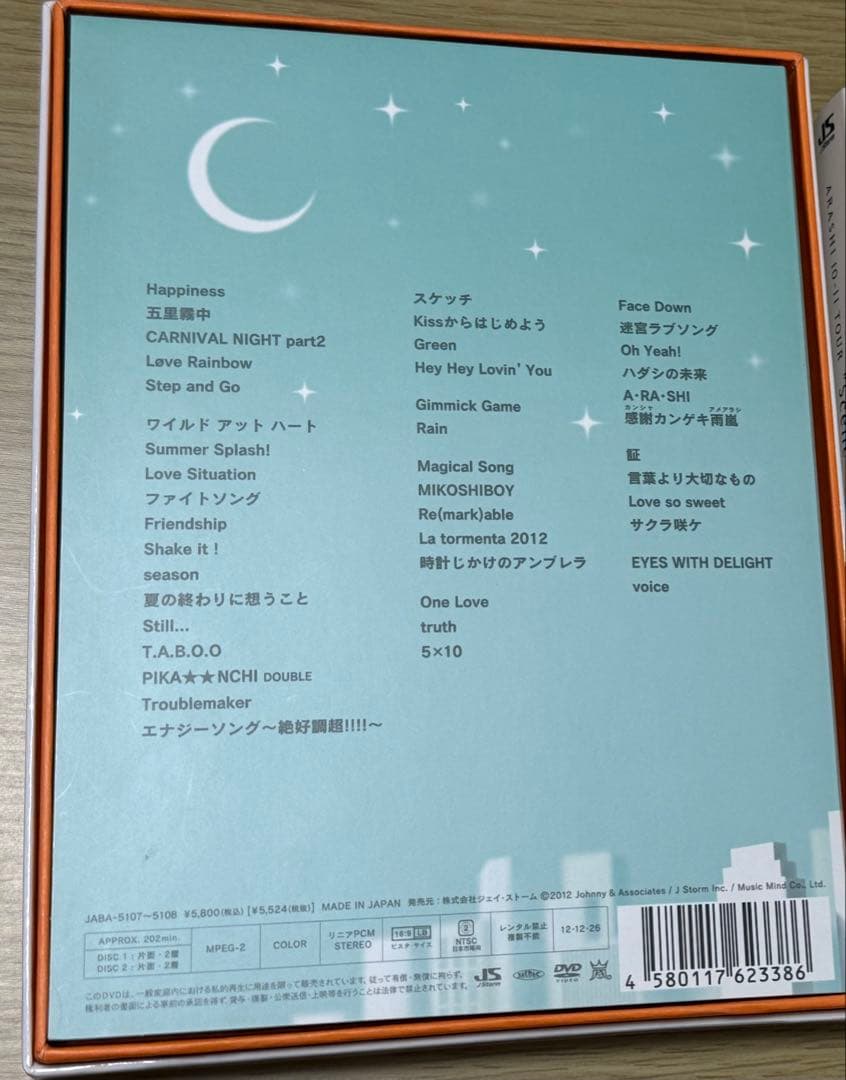 Happiness
五里霧中
CARNIVAL NIGHT part2
Løve Rainbow
Step and Go
ワイルド アット ハート
Summer Splash!
Love Situation
ファイトソング
Friendship
Shake it !
season
夏の終わりに想うこと
Still...
T.A.B.O.O
PIKA★★NCHI DOUBLE
Troublemaker
エナジーソング〜絶好調超!!!!〜
スケッチ
Kissからはじめよう
Green
Hey Hey Lovin' You
Gimmick Game
Rain
Magical Song
MIKOSHIBOY
Re(mark)able
La tormenta 2012
時計じかけのアンブレラ
One Love
truth
5×10
Face Down
迷宮ラブソング
Oh Yeah!
ハダシの未来
A・RA・SHI
カンシャ アメアラシ
感謝カンゲキ雨嵐
証
言葉より大切なもの
Love so sweet
サクラ咲ケ
EYES WITH DELIGHT
voice
JABA-5107〜5108 ¥5,800(税込)【¥5,524(税抜)】 MADE IN JAPAN 発売元：株式会社ジェイ・ストーム ©2012 Johnny & Associates / J Storm Inc. / Music Mind Co., Ltd.
APPROX. 202min.
DISC 1：片面・2層
DISC 2：片面・2層
MPEG-2
COLOR
リニアPCM
STEREO
16:9 LB
ビスタ サイズ
2
NTSC
日本市場向
レンタル禁止
複製不能
12・12・26
このDVDは、一般家庭内における私的再生に用途を限って販売されています。従って有償・無償に拘らず、
権利者の書面による事前の承認を得ず、貸与・複製・公衆送信・上映等を行うことは法律で禁止されています。
JS
J Storm
DVD
VIDEO
嵐
4 580117 623386
JS
J Storm
ARASHI 10-11 TOUR